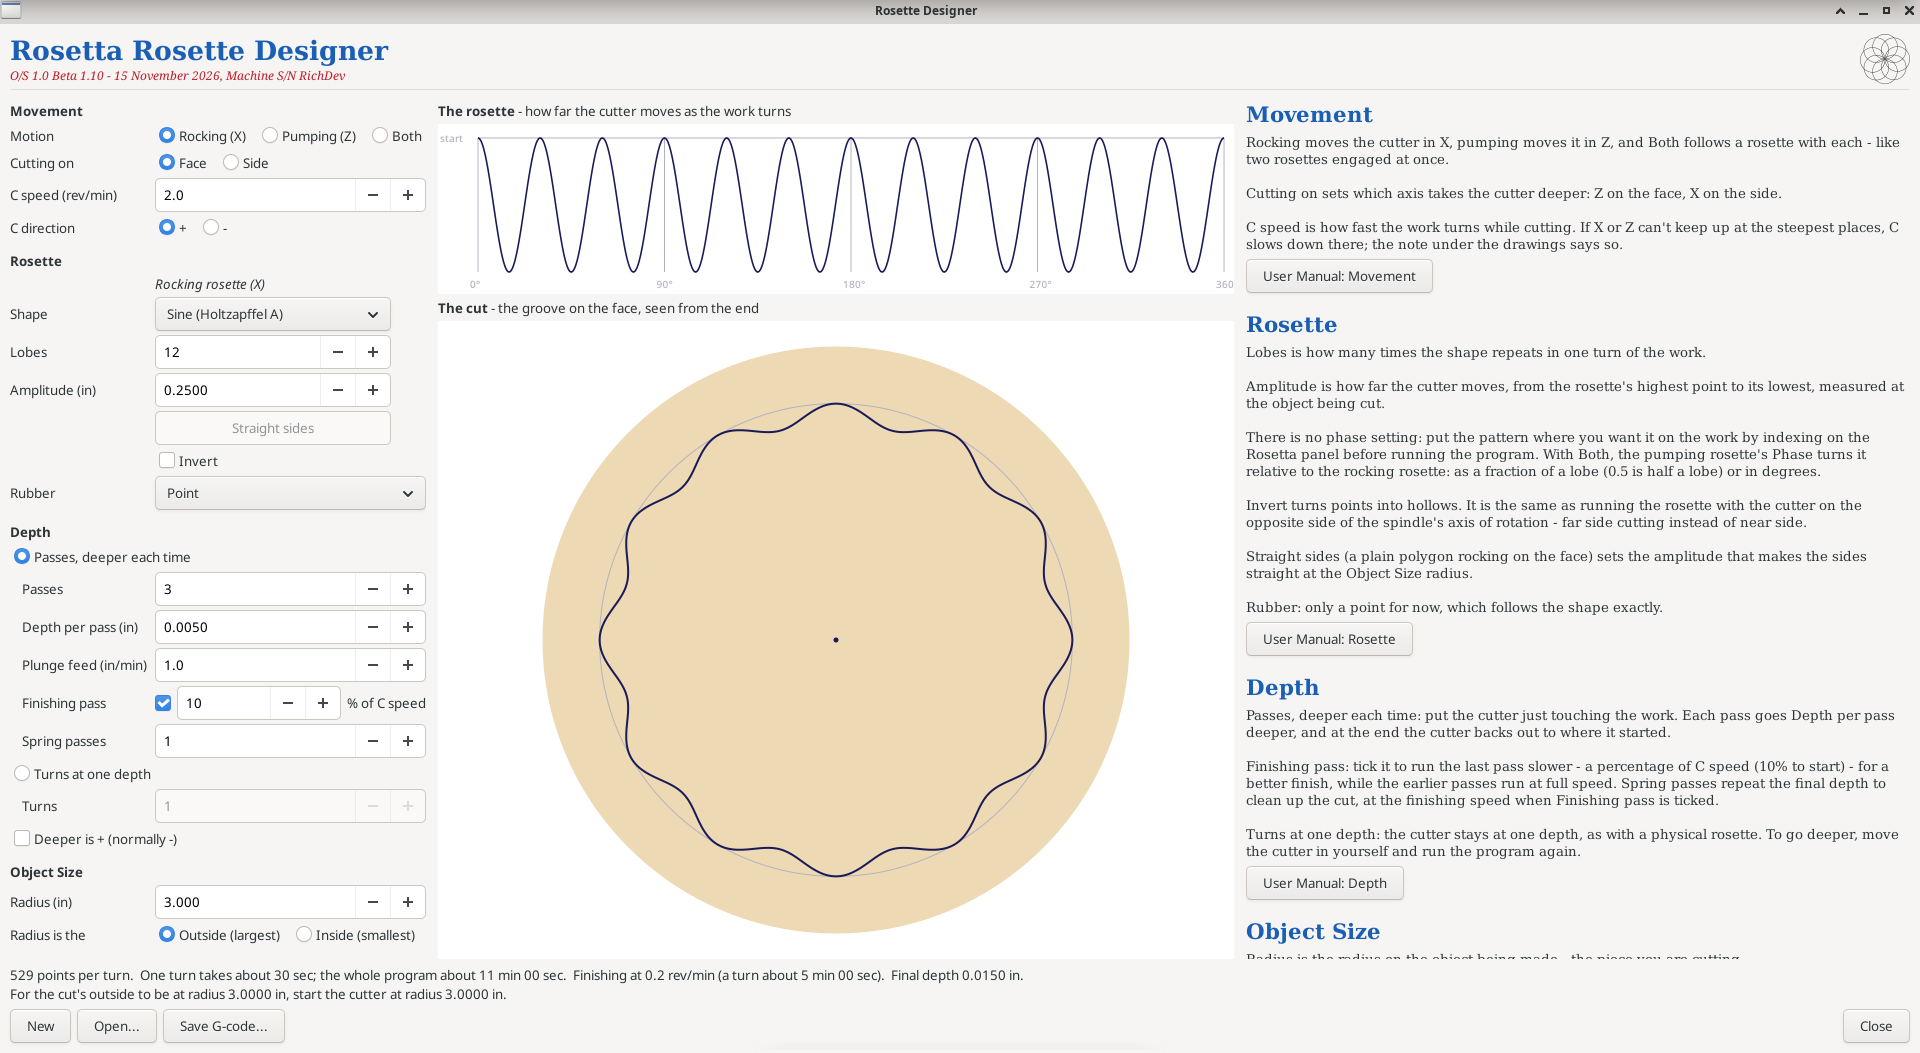 Rosette Designer
Rosetta Rosette Designer
O/S 1.0 Beta 1.10 - 15 November 2026, Machine S/N RichDev
Movement
Motion
Rocking (X)
Pumping (Z)
Both
Cutting on
Face
Side
C speed (rev/min)
2.0
C direction
+
-
Rosette
Rocking rosette (X)
Shape
Sine (Holtzapffel A)
Lobes
12
Amplitude (in)
0.2500
Straight sides
Invert
Rubber
Point
Depth
Passes, deeper each time
Passes
3
Depth per pass (in)
0.0050
Plunge feed (in/min)
1.0
Finishing pass
10
% of C speed
Spring passes
1
Turns at one depth
Turns
1
Deeper is + (normally -)
Object Size
Radius (in)
3.000
Radius is the
Outside (largest)
Inside (smallest)
The rosette - how far the cutter moves as the work turns
start
0°
90°
180°
270°
360
The cut - the groove on the face, seen from the end
Movement
Rocking moves the cutter in X, pumping moves it in Z, and Both follows a rosette with each - like
two rosettes engaged at once.
Cutting on sets which axis takes the cutter deeper: Z on the face, X on the side.
C speed is how fast the work turns while cutting. If X or Z can't keep up at the steepest places, C
slows down there; the note under the drawings says so.
User Manual: Movement
Rosette
Lobes is how many times the shape repeats in one turn of the work.
Amplitude is how far the cutter moves, from the rosette's highest point to its lowest, measured at
the object being cut.
There is no phase setting: put the pattern where you want it on the work by indexing on the
Rosetta panel before running the program. With Both, the pumping rosette's Phase turns it
relative to the rocking rosette: as a fraction of a lobe (0.5 is half a lobe) or in degrees.
Invert turns points into hollows. It is the same as running the rosette with the cutter on the
opposite side of the spindle's axis of rotation - far side cutting instead of near side.
Straight sides (a plain polygon rocking on the face) sets the amplitude that makes the sides
straight at the Object Size radius.
Rubber: only a point for now, which follows the shape exactly.
User Manual: Rosette
Depth
Passes, deeper each time: put the cutter just touching the work. Each pass goes Depth per pass
deeper, and at the end the cutter backs out to where it started.
Finishing pass: tick it to run the last pass slower - a percentage of C speed (10% to start) - for a
better finish, while the earlier passes run at full speed. Spring passes repeat the final depth to
clean up the cut, at the finishing speed when Finishing pass is ticked.
Turns at one depth: the cutter stays at one depth, as with a physical rosette. To go deeper, move
the cutter in yourself and run the program again.
User Manual: Depth
Object Size
Radius is the radius on the object being made - the piece you are cutting.
529 points per turn.  One turn takes about 30 sec; the whole program about 11 min 00 sec.  Finishing at 0.2 rev/min (a turn about 5 min 00 sec).  Final depth 0.0150 in.
For the cut's outside to be at radius 3.0000 in, start the cutter at radius 3.0000 in.
New
Open...
Save G-code...
Close